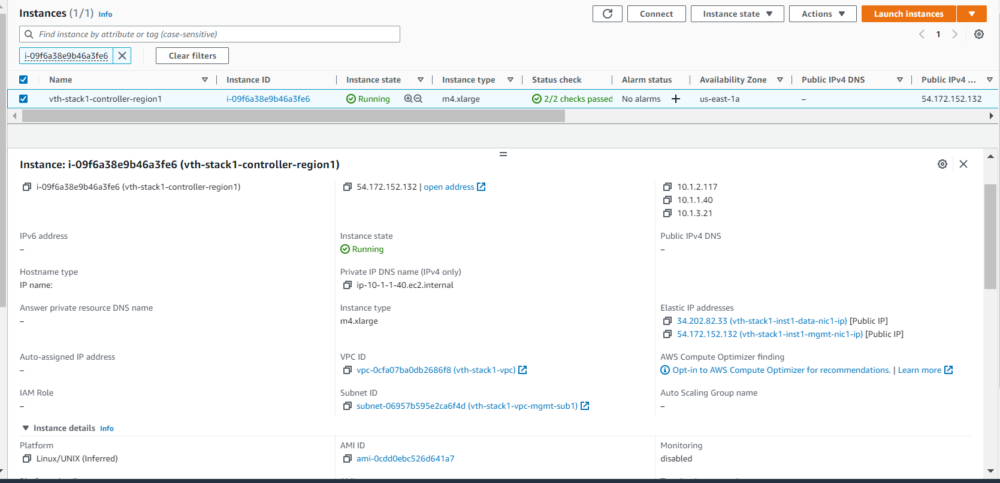 Instances (1/1) Info
Connect
Instance state
Actions
Launch instances
Find instance by attribute or tag (case-sensitive)
1
i-09f6a38e9b46a3fe6
Clear filters
Name Instance ID Instance state Instance type Status check Alarm status Availability Zone Public IPv4 DNS Public IPv4 ...
vth-stack1-controller-region1 i-09f6a38e9b46a3fe6 Running m4.xlarge 2/2 checks passed No alarms + us-east-1a – 54.172.152.132
Instance: i-09f6a38e9b46a3fe6 (vth-stack1-controller-region1)
i-09f6a38e9b46a3fe6 (vth-stack1-controller-region1) 54.172.152.132 | open address 10.1.2.117
10.1.1.40
10.1.3.21
IPv6 address Instance state Public IPv4 DNS
– Running –
Hostname type Private IP DNS name (IPv4 only)
IP name: ip-10-1-1-40.ec2.internal
Answer private resource DNS name Instance type Elastic IP addresses
– m4.xlarge 34.202.82.33 (vth-stack1-inst1-data-nic1-ip) [Public IP]
54.172.152.132 (vth-stack1-inst1-mgmt-nic1-ip) [Public IP]
Auto-assigned IP address VPC ID AWS Compute Optimizer finding
– vpc-0cfa07ba0db2686f8 (vth-stack1-vpc) Opt-in to AWS Compute Optimizer for recommendations. | Learn more
IAM Role Subnet ID Auto Scaling Group name
– subnet-06957b595e2ca6f4d (vth-stack1-vpc-mgmt-sub1) –
Instance details Info
Platform AMI ID Monitoring
Linux/UNIX (Inferred) ami-0cdd0ebc526d641a7 disabled